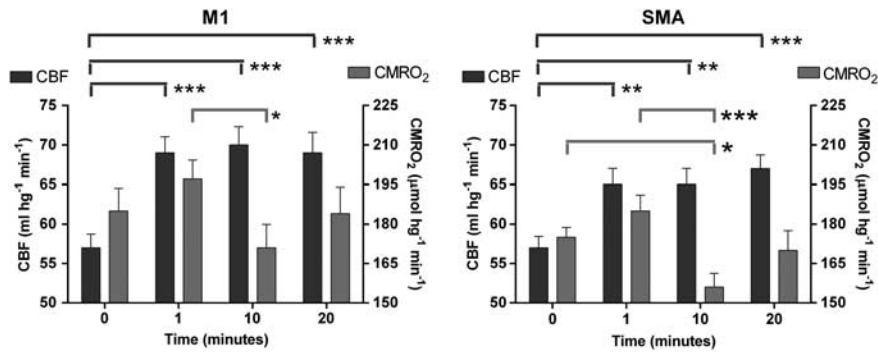 M1
***
***
***
*
CBF
CMRO₂
75
70
65
60
55
50
225
210
195
180
165
150
CBF (ml hg⁻¹ min⁻¹)
CMRO₂ (μmol hg⁻¹ min⁻¹)
0 1 10 20
Time (minutes)
SMA
***
**
**
***
*
CBF
CMRO₂
75
70
65
60
55
50
225
210
195
180
165
150
CBF (ml hg⁻¹ min⁻¹)
CMRO₂ (μmol hg⁻¹ min⁻¹)
0 1 10 20
Time (minutes)